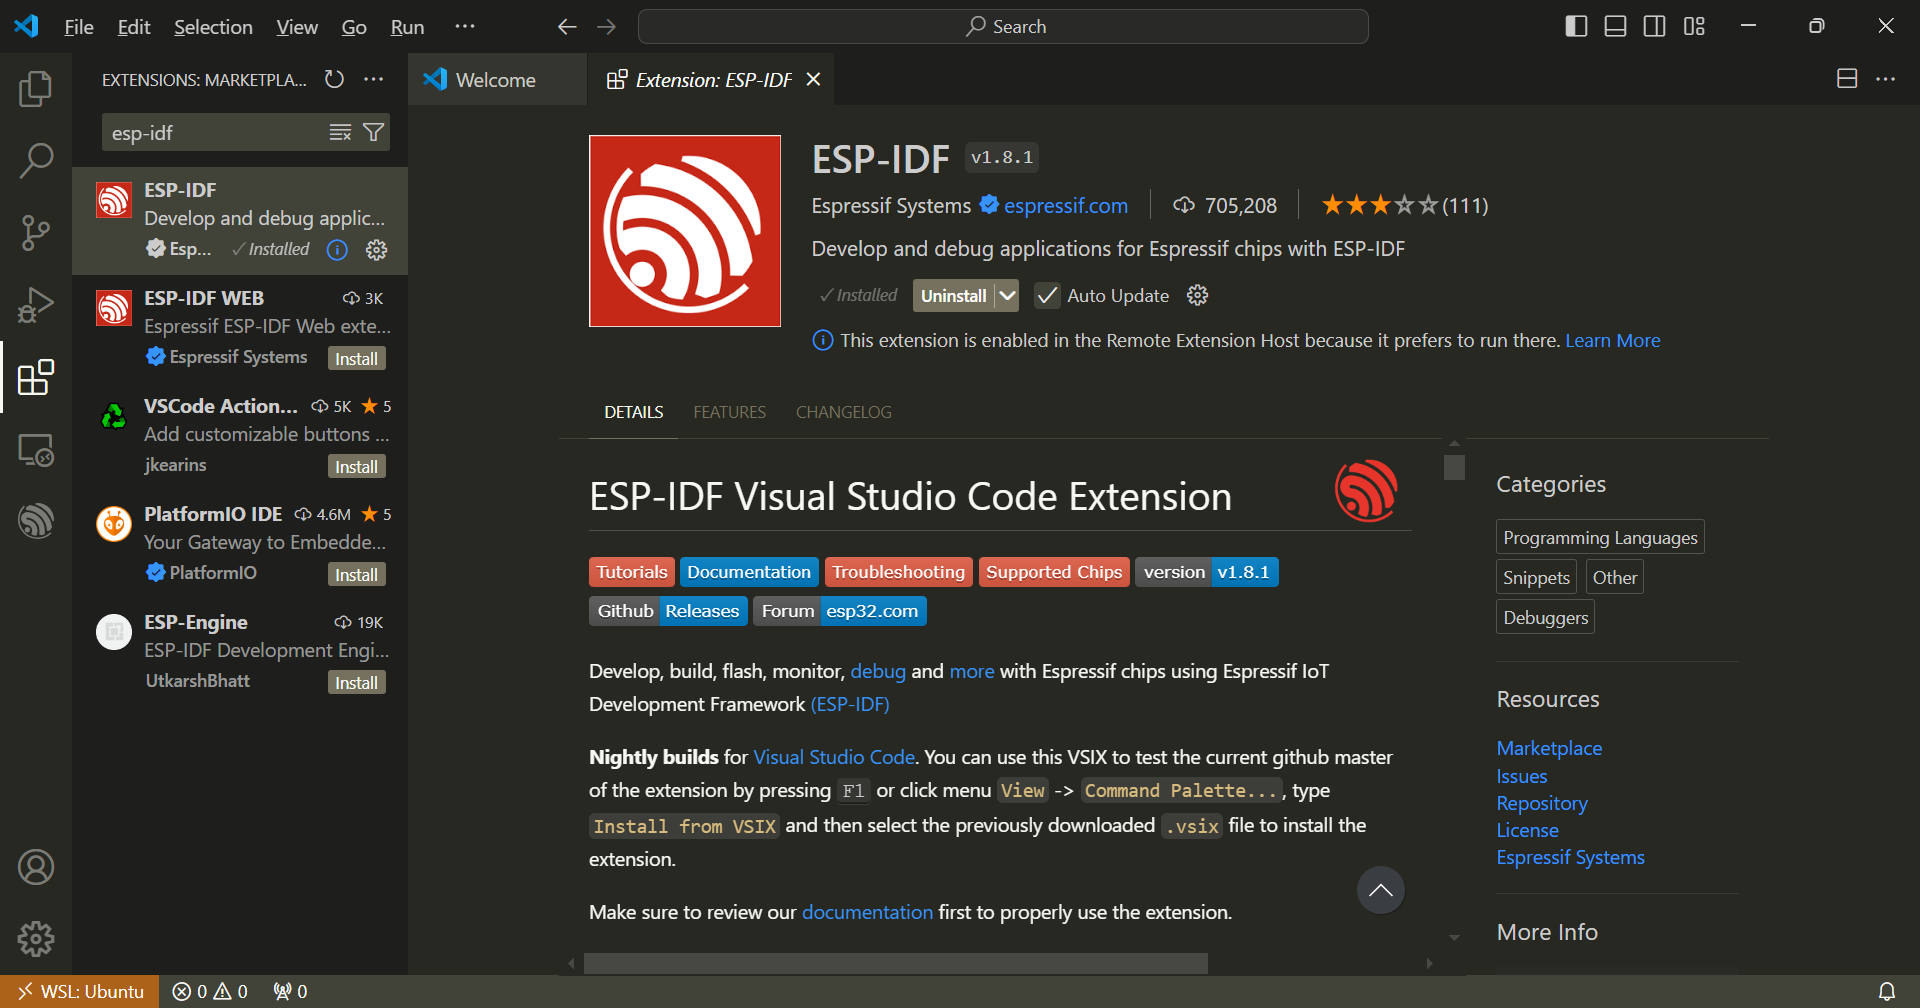 File Edit Selection View Go Run ···
Search
EXTENSIONS: MARKETPLA...
esp-idf
ESP-IDF
Develop and debug applic...
Esp... ✓Installed
ESP-IDF WEB 3K
Espressif ESP-IDF Web exte...
Espressif Systems Install
VSCode Action... 5K ★ 5
Add customizable buttons ...
jkearins Install
PlatformIO IDE 4.6M ★ 5
Your Gateway to Embedde...
PlatformIO Install
ESP-Engine 19K
ESP-IDF Development Engi...
UtkarshBhatt Install
Welcome
Extension: ESP-IDF
ESP-IDF v1.8.1
Espressif Systems espressif.com 705,208 ★★★☆☆(111)
Develop and debug applications for Espressif chips with ESP-IDF
✓Installed Uninstall Auto Update
This extension is enabled in the Remote Extension Host because it prefers to run there. Learn More
DETAILS FEATURES CHANGELOG
ESP-IDF Visual Studio Code Extension
Tutorials Documentation Troubleshooting Supported Chips version v1.8.1
Github Releases Forum esp32.com
Develop, build, flash, monitor, debug and more with Espressif chips using Espressif IoT
Development Framework (ESP-IDF)
Nightly builds for Visual Studio Code. You can use this VSIX to test the current github master
of the extension by pressing F1 or click menu View -> Command Palette..., type
Install from VSIX and then select the previously downloaded .vsix file to install the
extension.
Make sure to review our documentation first to properly use the extension.
Categories
Programming Languages
Snippets Other
Debuggers
Resources
Marketplace
Issues
Repository
License
Espressif Systems
More Info
WSL: Ubuntu 0 0 0